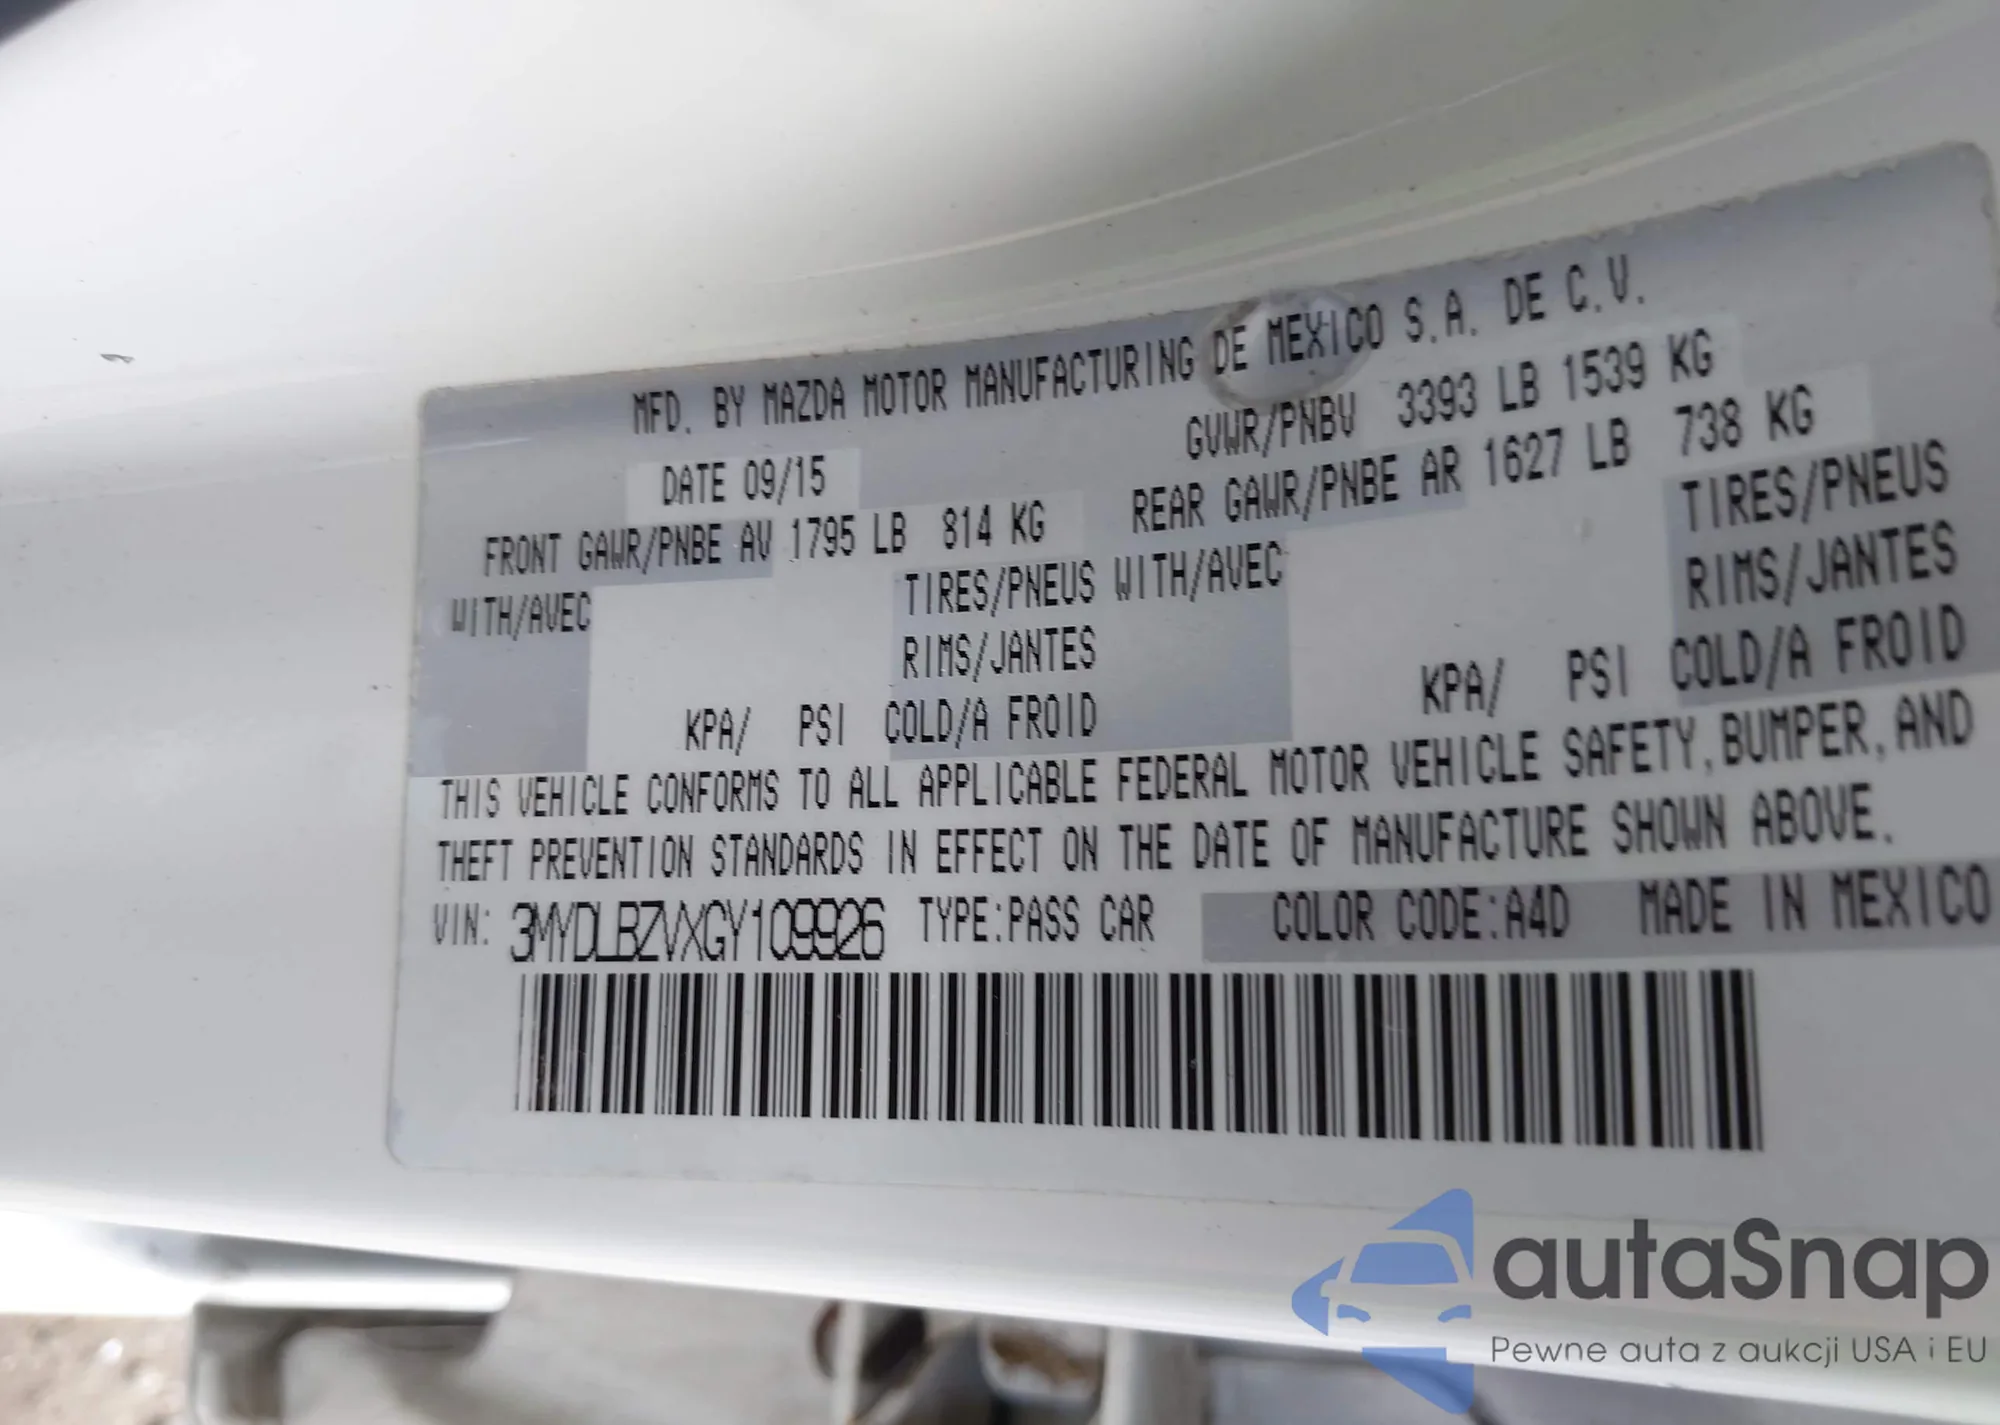 MFD. BY MAZDA MOTOR MANUFACTURING DE MEXICO S.A. DE C.V.
DATE 09/15 GVWR/PNBV 3393 LB 1539 KG
FRONT GAWR/PNBE AV 1795 LB 814 KG REAR GAWR/PNBE AR 1627 LB 738 KG
WITH/AVEC TIRES/PNEUS WITH/AVEC TIRES/PNEUS
RIMS/JANTES RIMS/JANTES
KPA/ PSI COLD/A FROID KPA/ PSI COLD/A FROID
THIS VEHICLE CONFORMS TO ALL APPLICABLE FEDERAL MOTOR VEHICLE SAFETY, BUMPER, AND
THEFT PREVENTION STANDARDS IN EFFECT ON THE DATE OF MANUFACTURE SHOWN ABOVE.
VIN: 3MYDLBZVXGY109926 TYPE:PASS CAR COLOR CODE:A4D MADE IN MEXICO
autaSnap
Pewne auta z aukcji USA i EU